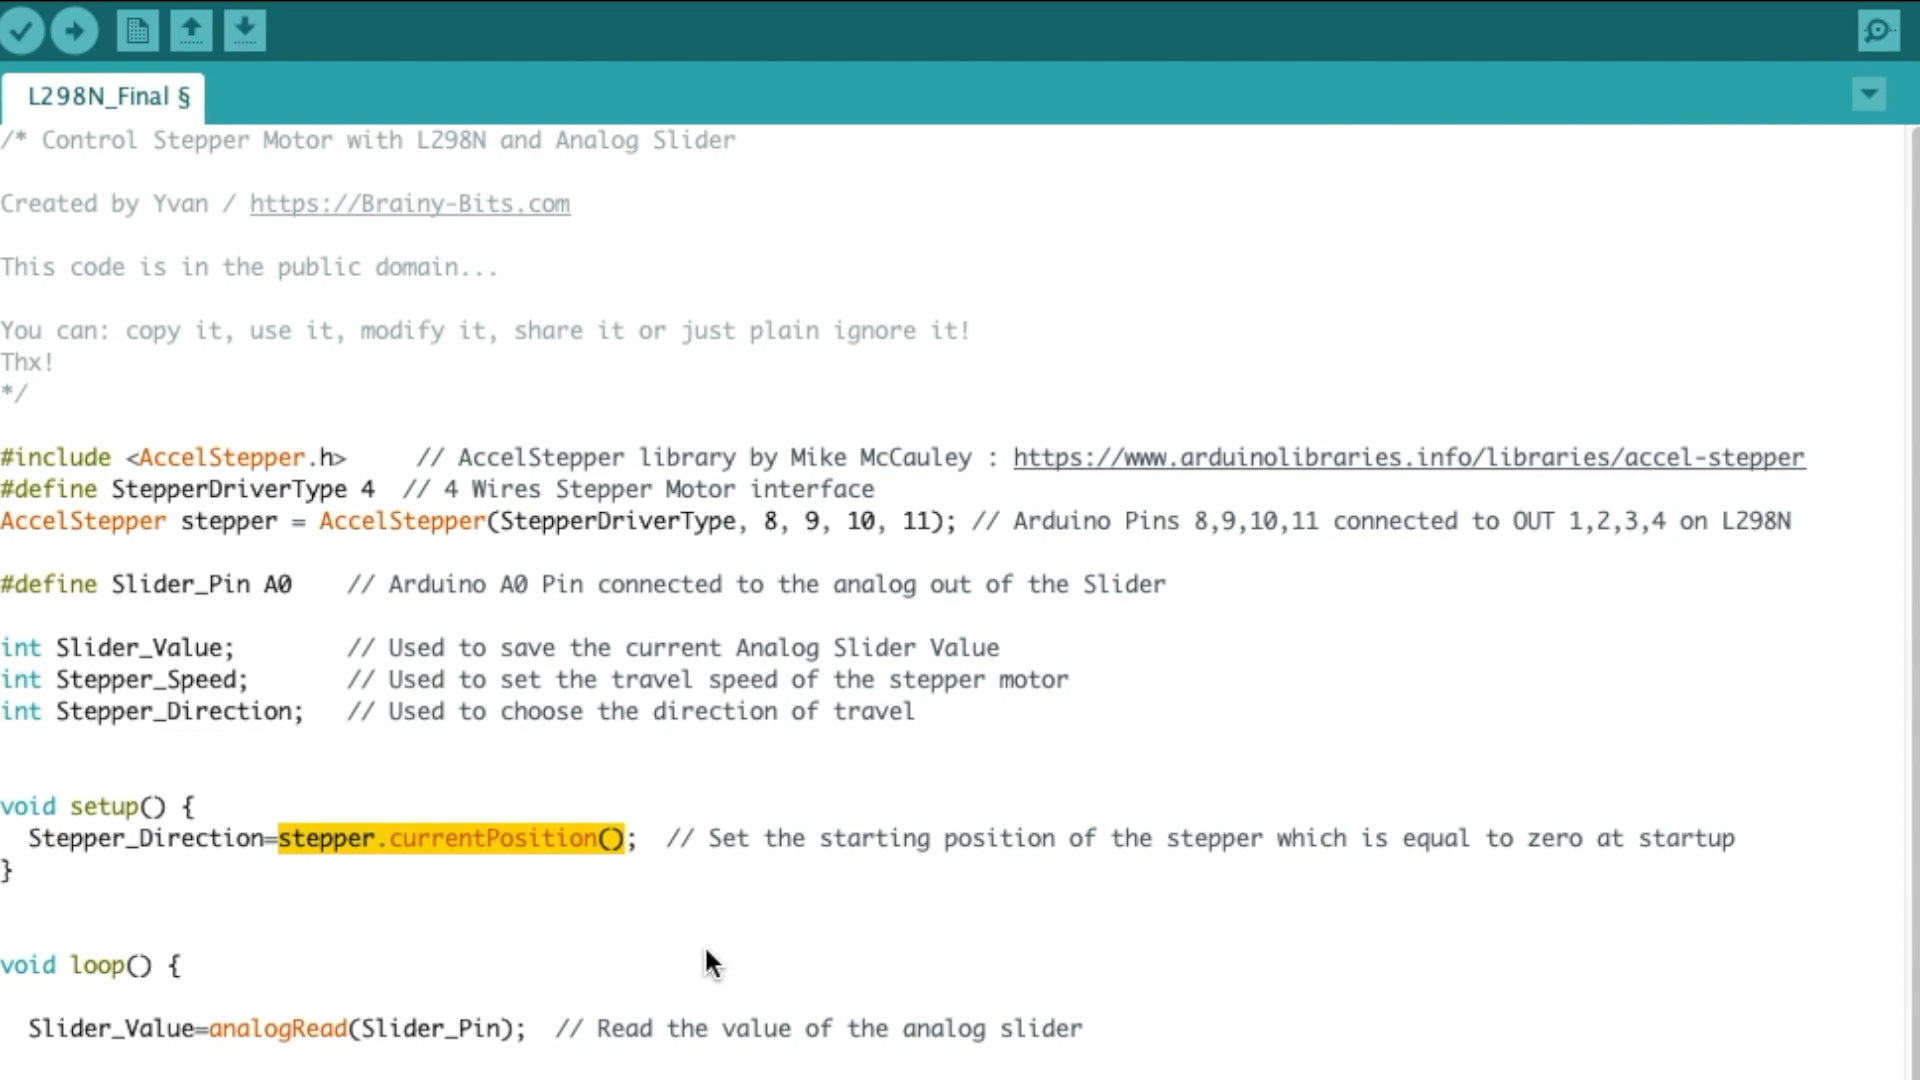 L298N_Final §
/* Control Stepper Motor with L298N and Analog Slider
Created by Yvan / https://Brainy-Bits.com
This code is in the public domain...
You can: copy it, use it, modify it, share it or just plain ignore it!
Thx!
*/
#include <AccelStepper.h>     // AccelStepper library by Mike McCauley : https://www.arduinolibraries.info/libraries/accel-stepper
#define StepperDriverType 4  // 4 Wires Stepper Motor interface
AccelStepper stepper = AccelStepper(StepperDriverType, 8, 9, 10, 11); // Arduino Pins 8,9,10,11 connected to OUT 1,2,3,4 on L298N
#define Slider_Pin A0    // Arduino A0 Pin connected to the analog out of the Slider
int Slider_Value;        // Used to save the current Analog Slider Value
int Stepper_Speed;       // Used to set the travel speed of the stepper motor
int Stepper_Direction;   // Used to choose the direction of travel
void setup() {
  Stepper_Direction=stepper.currentPosition();  // Set the starting position of the stepper which is equal to zero at startup
}
void loop() {
  Slider_Value=analogRead(Slider_Pin);  // Read the value of the analog slider